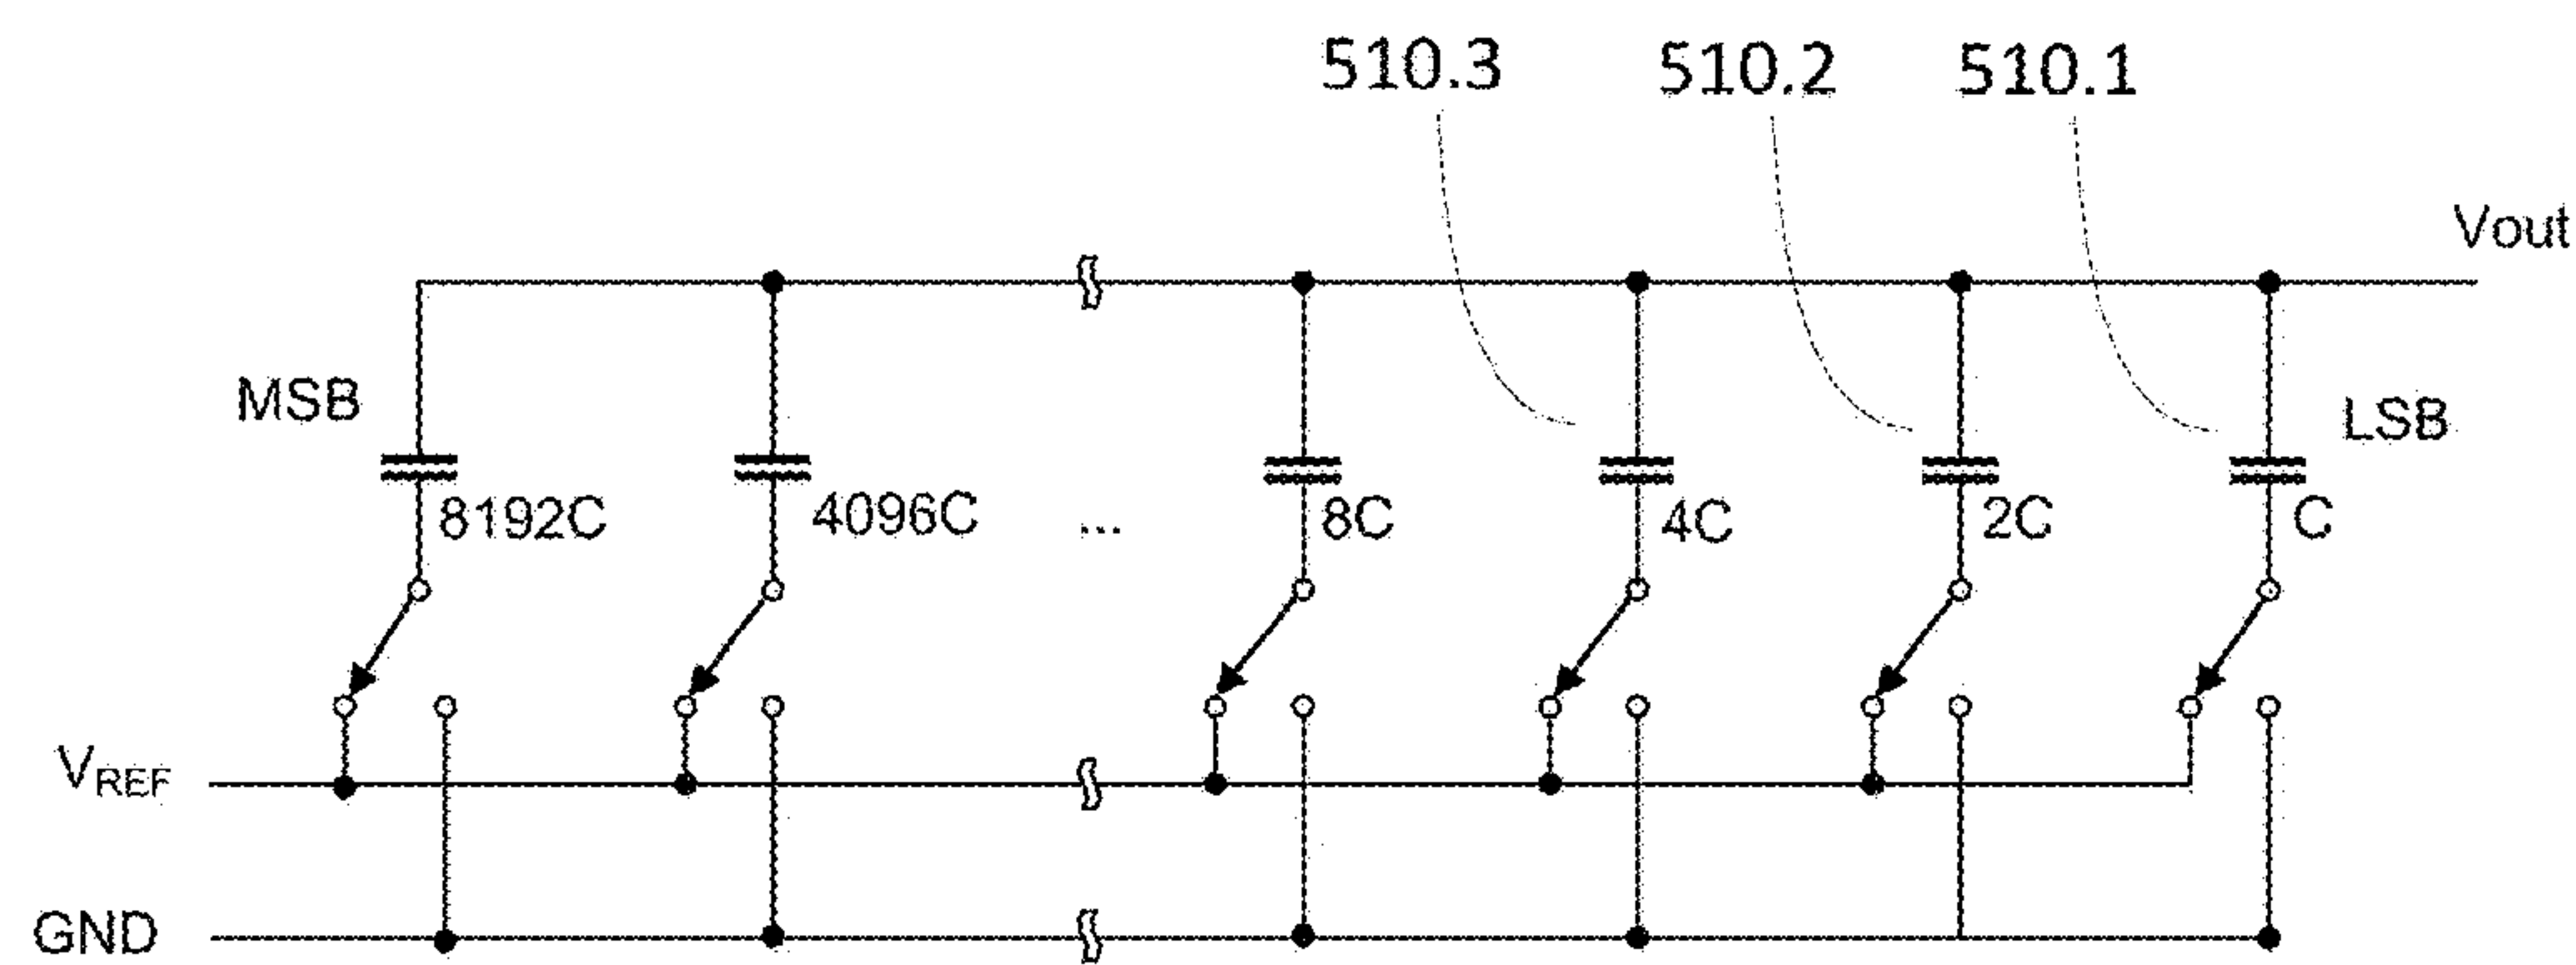 510.3 510.2 510.1
Vout
MSB
LSB
8192C 4096C ... 8C 4C 2C C
VREF
GND